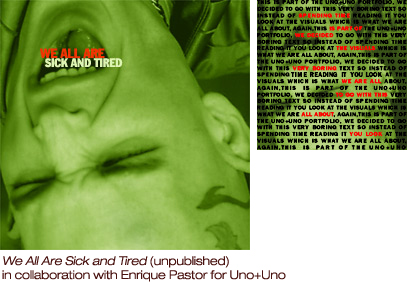 WE ALL ARE
SICK AND TIRED
THIS IS PART OF THE UNO+UNO PORTFOLIO, WE
DECIDED TO GO WITH THIS VERY BORING TEXT SO
INSTEAD OF SPENDING TIME READING IT YOU
LOOK AT THE VISUALS WHICH IS WHAT WE ARE
ALL ABOUT, AGAIN,THIS IS PART OF THE UNO+UNO
PORTFOLIO, WE DECIDED TO GO WITH THIS VERY
BORING TEXT SO INSTEAD OF SPENDING TIME
READING IT YOU LOOK AT THE VISUALS WHICH IS
WHAT WE ARE ALL ABOUT, AGAIN,THIS IS PART OF
THE UNO+UNO PORTFOLIO, WE DECIDED TO GO
WITH THIS VERY BORING TEXT SO INSTEAD OF
SPENDING TIME READING IT YOU LOOK AT THE
VISUALS WHICH IS WHAT WE ARE ALL ABOUT,
AGAIN,THIS IS PART OF THE UNO+UNO
PORTFOLIO, WE DECIDED TO GO WITH THIS VERY
BORING TEXT SO INSTEAD OF SPENDING TIME
READING IT YOU LOOK AT THE VISUALS WHICH IS
WHAT WE ARE ALL ABOUT, AGAIN,THIS IS PART OF
THE UNO+UNO PORTFOLIO, WE DECIDED TO GO
WITH THIS VERY BORING TEXT SO INSTEAD OF
SPENDING TIME READING IT YOU LOOK AT THE
VISUALS WHICH IS WHAT WE ARE ALL ABOUT,
AGAIN,THIS IS PART OF THE UNO+UNO
We All Are Sick and Tired (unpublished)
in collaboration with Enrique Pastor for Uno+Uno